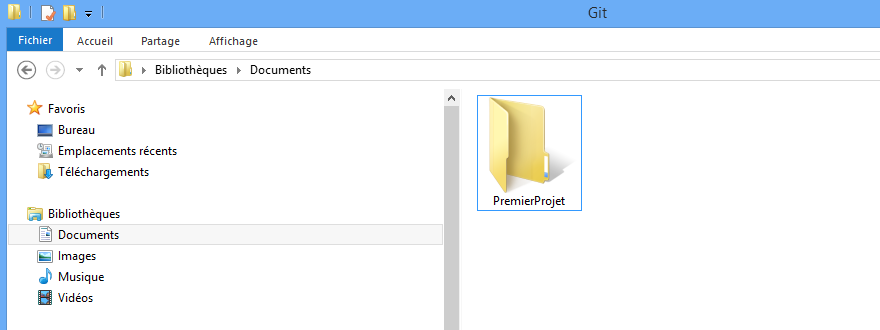 Git
Fichier Accueil Partage Affichage
Bibliothèques Documents
Favoris
Bureau
Emplacements récents
Téléchargements
Bibliothèques
Documents
Images
Musique
Vidéos
PremierProjet